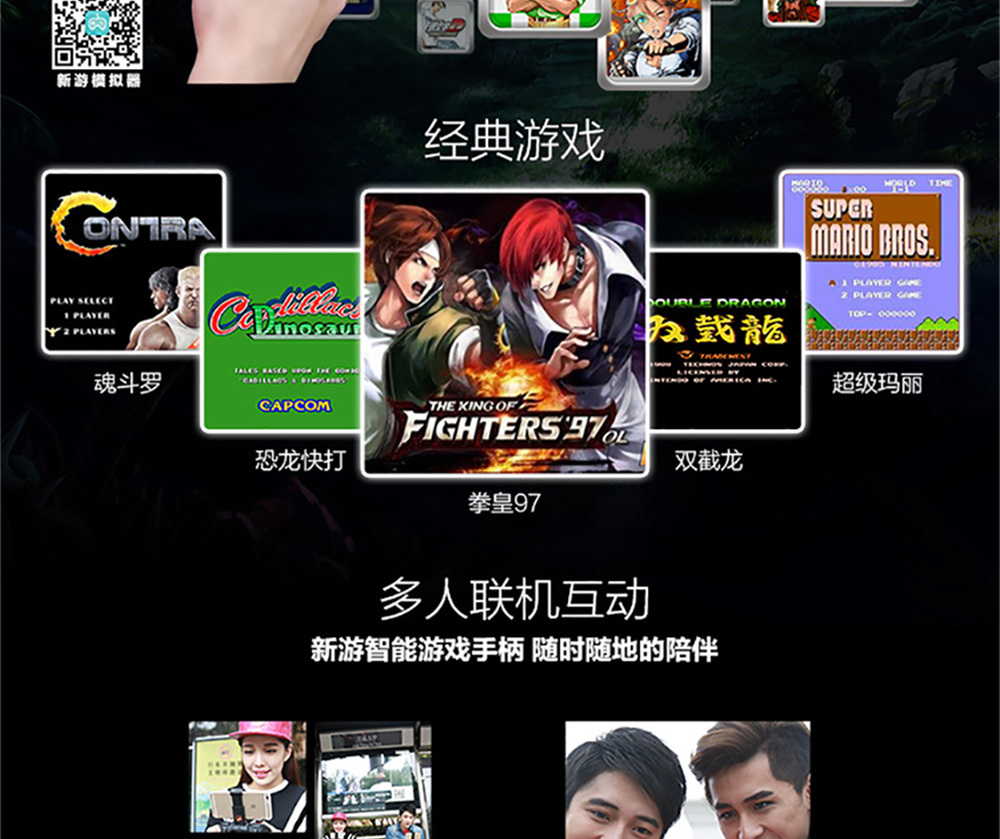 新游模拟器
经典游戏
CONTRA
PLAY SELECT
1 PLAYER
2 PLAYERS
魂斗罗
Cadillacs
Dinosaur
TALES BASED UPON THE COMIC
"CADILLACS & DINOSAURS"
CAPCOM
恐龙快打
THE KING OF
FIGHTERS'97 OL
拳皇97
DOUBLE DRAGON
双截龍
TRADEWEST
TECHNOS JAPAN CORP.
LICENSED BY
NINTENDO OF AMERICA INC.
双截龙
MARIO WORLD TIME
000000 1-1
SUPER
MARIO BROS.
©1985 NINTENDO
1 PLAYER GAME
2 PLAYER GAME
TOP- 000000
超级玛丽
多人联机互动
新游智能游戏手柄 随时随地的陪伴